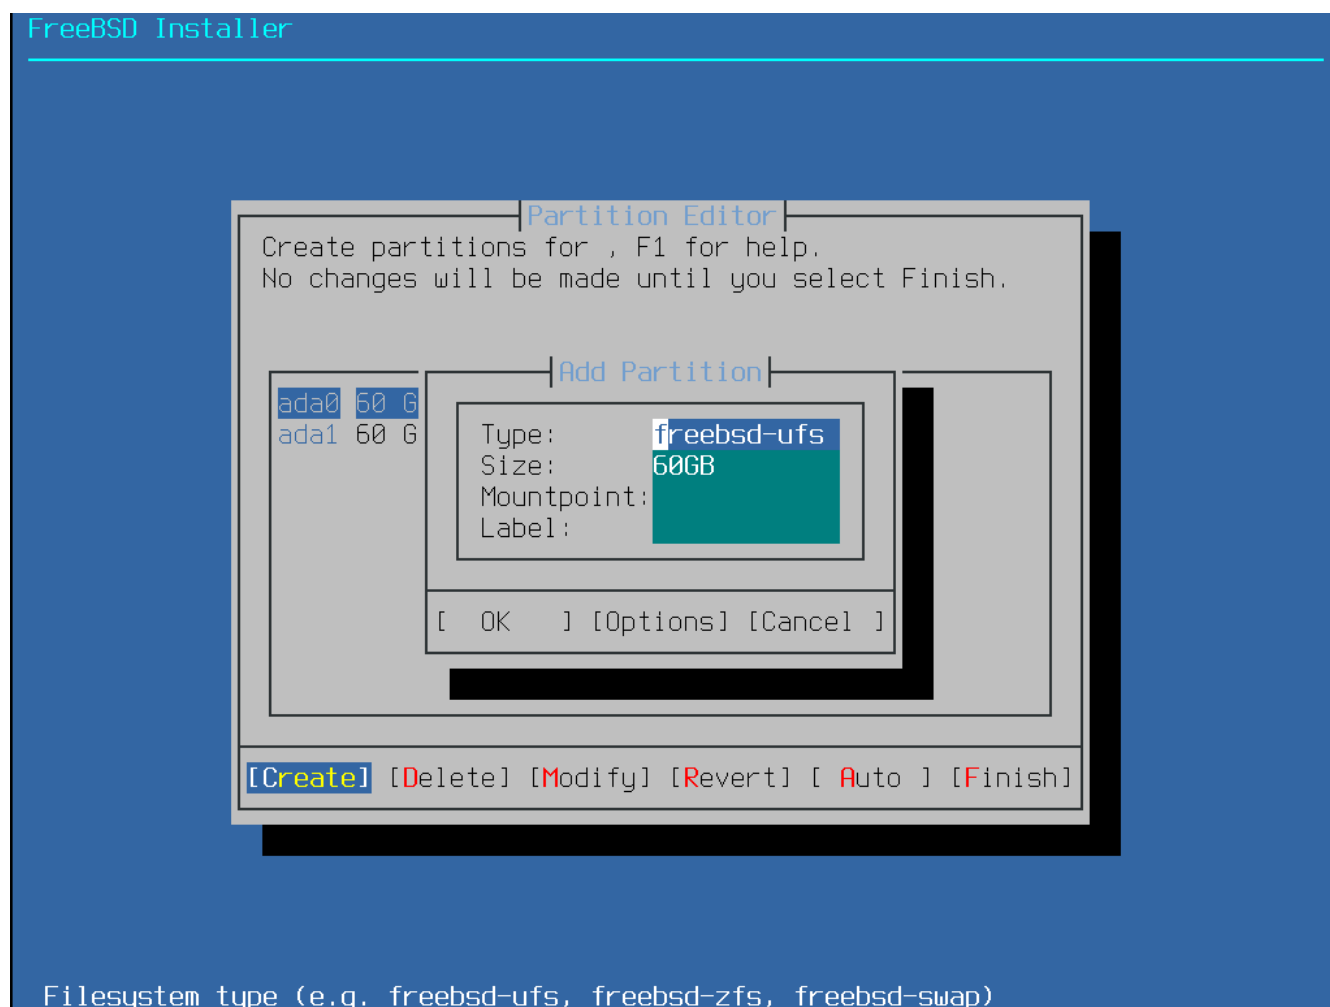 FreeBSD Installer
Partition Editor
Create partitions for , F1 for help.
No changes will be made until you select Finish.
Add Partition
ada0 60 G
ada1 60 G
Type: freebsd-ufs
Size: 60GB
Mountpoint:
Label:
[ OK ] [Options] [Cancel ]
[Create] [Delete] [Modify] [Revert] [ Auto ] [Finish]
Filesystem type (e.g. freebsd-ufs, freebsd-zfs, freebsd-swap)